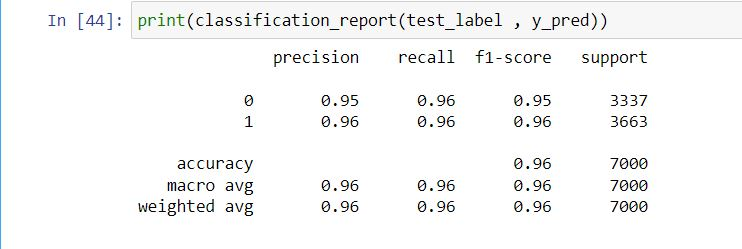 In [44]: print(classification_report(test_label , y_pred))
precision recall f1-score support
0 0.95 0.96 0.95 3337
1 0.96 0.96 0.96 3663
accuracy 0.96 7000
macro avg 0.96 0.96 0.96 7000
weighted avg 0.96 0.96 0.96 7000